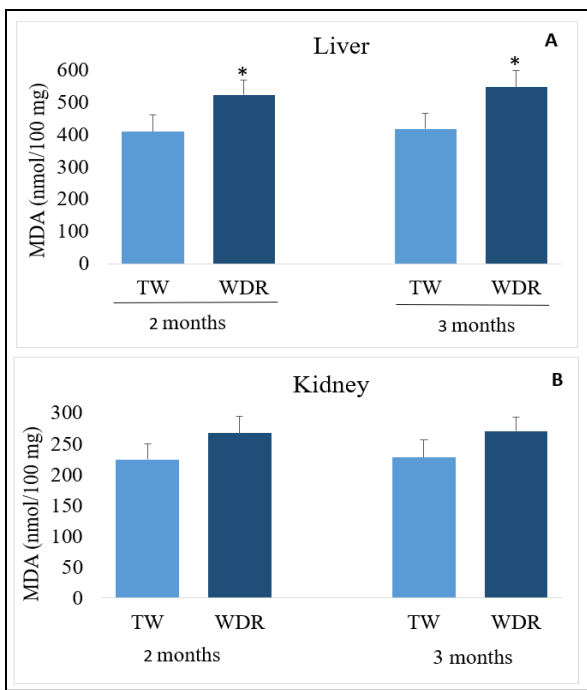 Liver
A
MDA (nmol/100 mg)
600
500
400
300
200
100
0
*
*
TW WDR TW WDR
2 months 3 months
Kidney
B
MDA (nmol/100 mg)
300
250
200
150
100
50
0
TW WDR TW WDR
2 months 3 months